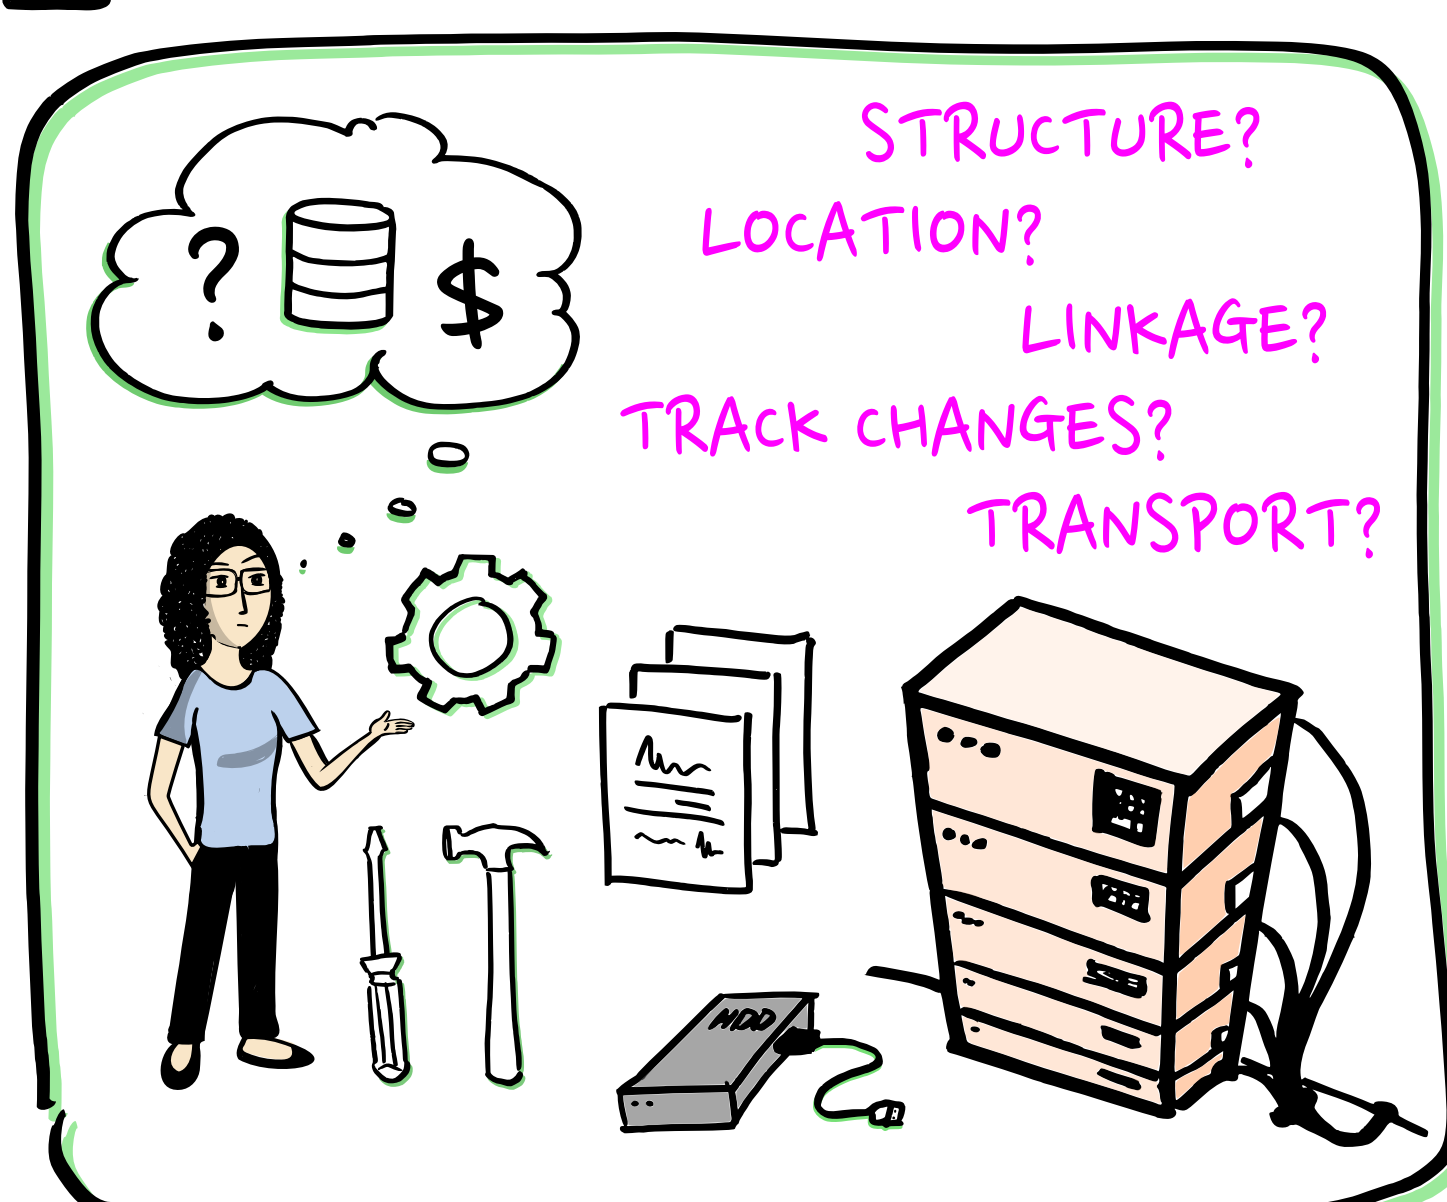 STRUCTURE?
LOCATION?
LINKAGE?
TRACK CHANGES?
TRANSPORT?
? $
HDD